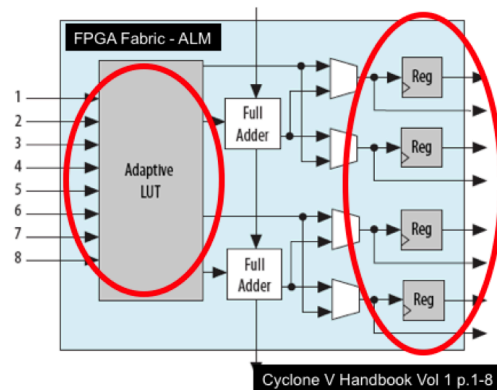 FPGA Fabric - ALM
1
2
3
4
5
6
7
8
Adaptive
LUT
Full
Adder
Full
Adder
Reg
Reg
Reg
Reg
Cyclone V Handbook Vol 1 p.1-8